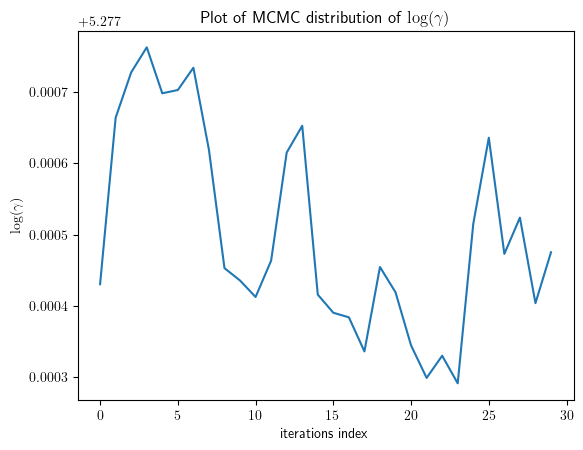 Plot of MCMC distribution of log(γ)
+5.277
0.0007
0.0006
0.0005
0.0004
0.0003
log(γ)
0 5 10 15 20 25 30
iterations index